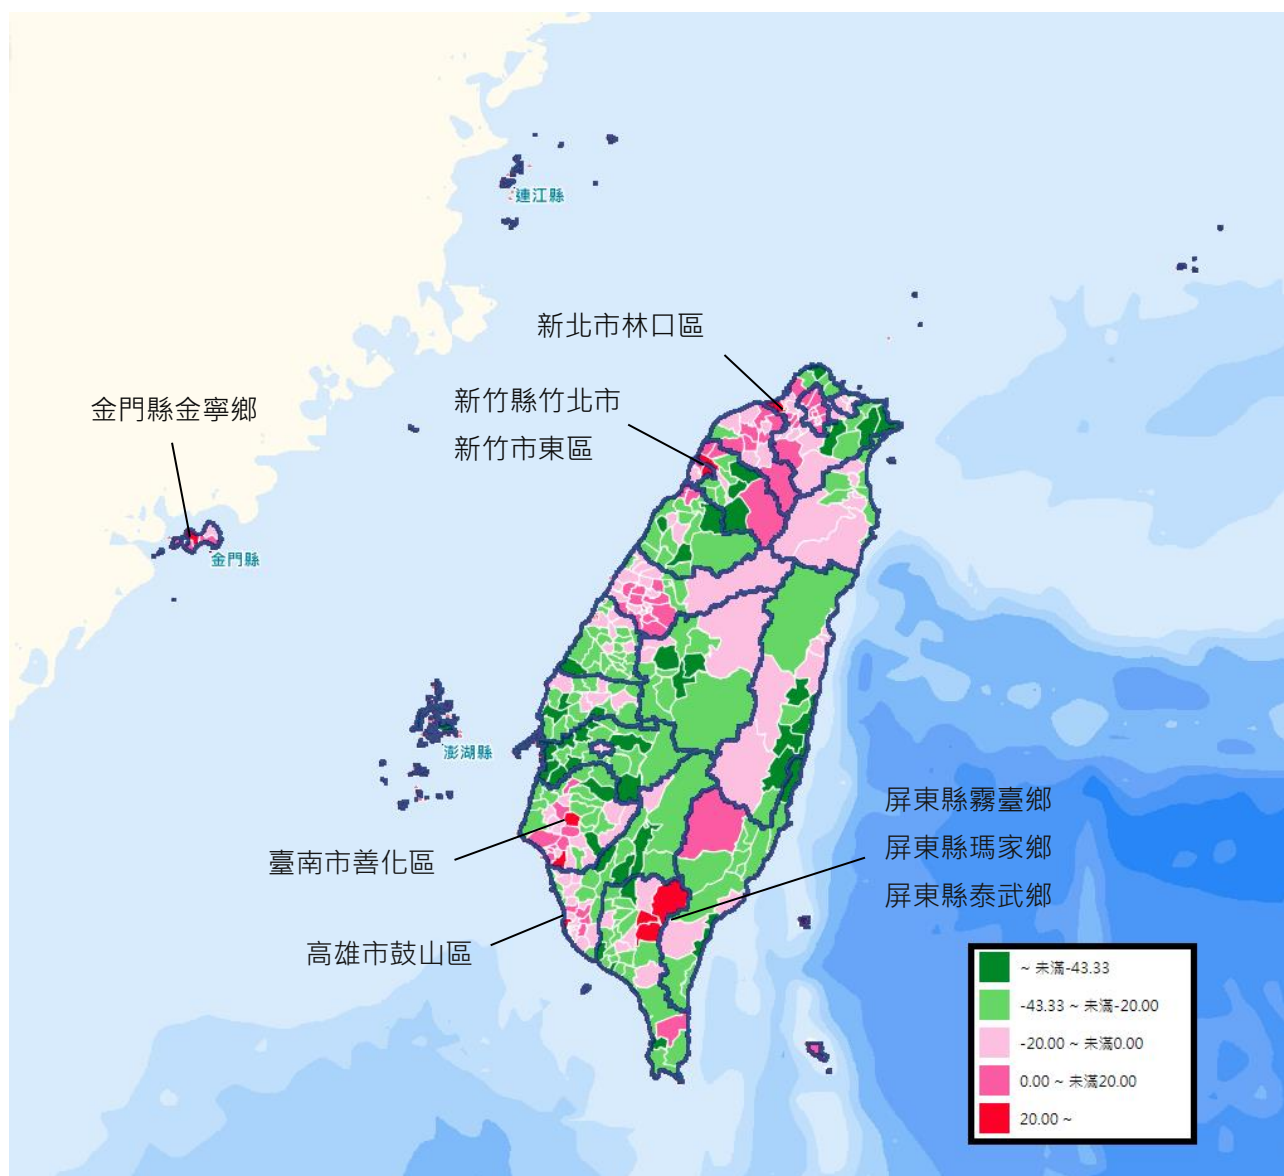 連江縣
新北市林口區
新竹縣竹北市
新竹市東區
金門縣金寧鄉
金門縣
澎湖縣
屏東縣霧臺鄉
屏東縣瑪家鄉
屏東縣泰武鄉
臺南市善化區
高雄市鼓山區
~ 未滿-43.33
-43.33 ~ 未滿-20.00
-20.00 ~ 未滿0.00
0.00 ~ 未滿20.00
20.00 ~